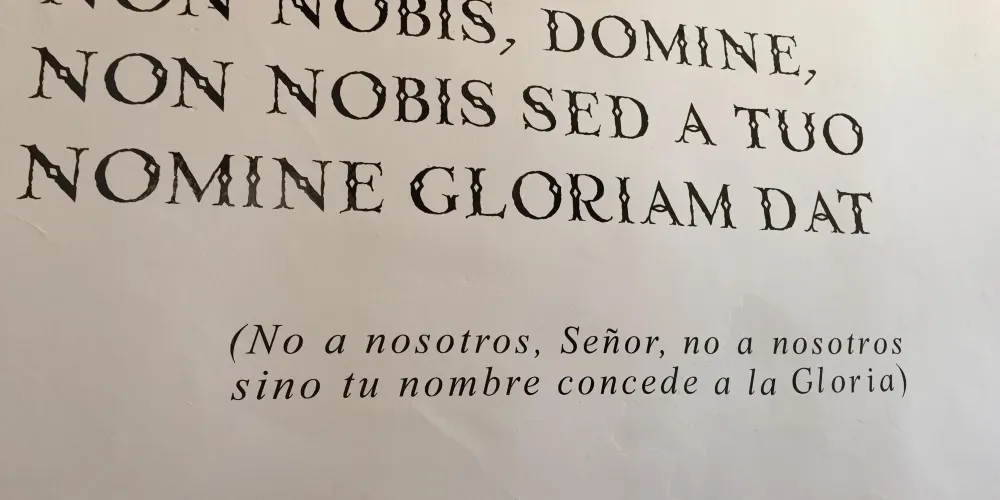 NON NOBIS, DOMINE,
NON NOBIS SED A TUO
NOMINE GLORIAM DAT
(No a nosotros, Señor, no a nosotros
sino tu nombre concede a la Gloria)